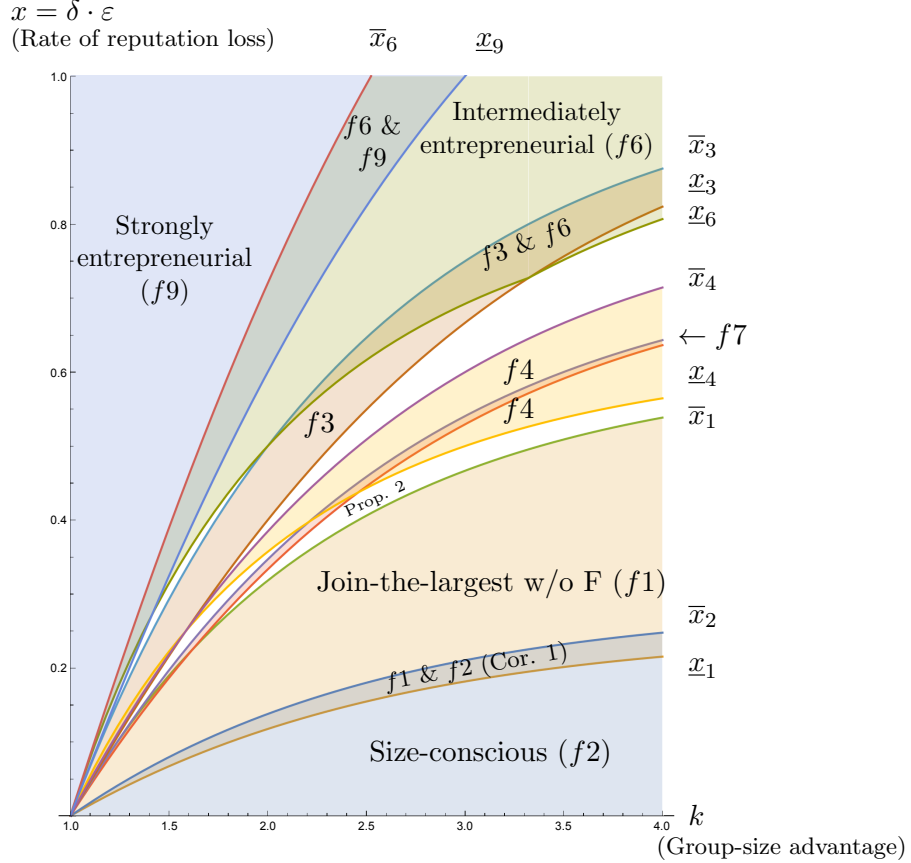 x = δ · ε
(Rate of reputation loss)
x̅₆
x̲₉
1.0
0.8
0.6
0.4
0.2
f6 &
f9
Intermediately
entrepreneurial (f6)
Strongly
entrepreneurial
(f9)
f3 & f6
f3
f4
f4
Prop. 2
Join-the-largest w/o F (f1)
f1 & f2 (Cor. 1)
Size-conscious (f2)
x̅₃
x̲₃
x̲₆
x̅₄
← f7
x̲₄
x̅₁
x̅₂
x̲₁
1.0
1.5
2.0
2.5
3.0
3.5
4.0
k
(Group-size advantage)